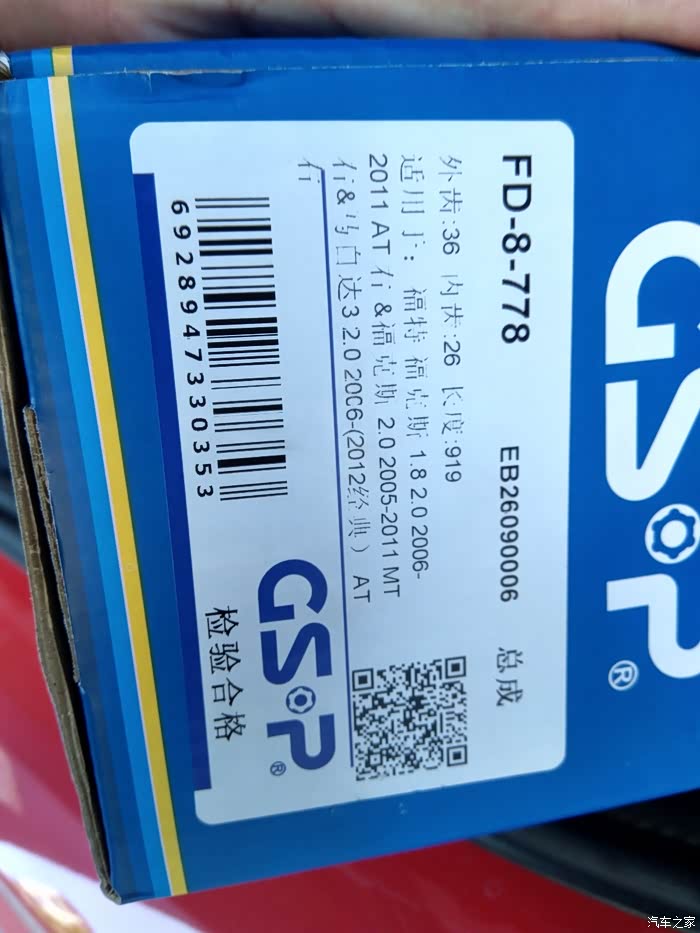 GSP®
FD-8-778 EB26090006 总成
外齿:36 内齿:26 长度:919
适用于: 福特 福克斯 1.8 2.0 2006-
2011 AT 右 &福克斯 2.0 2005-2011 MT
右&马自达3 2.0 2006-(2012经典) AT
右
GSP®
6928947330353
检验合格
汽车之家